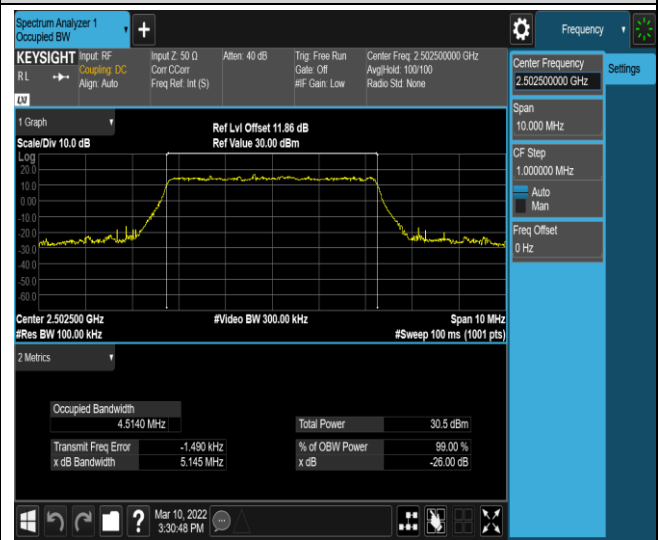 Spectrum Analyzer 1
Occupied BW
+
Frequency
KEYSIGHT
RL
LXI
Input: RF
Coupling: DC
Align: Auto
Input Z: 50 Ω
Corr CCorr
Freq Ref: Int (S)
Atten: 40 dB
Trig: Free Run
Gate: Off
#IF Gain: Low
Center Freq: 2.502500000 GHz
Avg|Hold: 100/100
Radio Std: None
Center Frequency
2.502500000 GHz
Settings
Span
10.000 MHz
CF Step
1.000000 MHz
Auto
Man
Freq Offset
0 Hz
1 Graph
Scale/Div 10.0 dB
Ref Lvl Offset 11.86 dB
Ref Value 30.00 dBm
Log
20.0
10.0
0.00
-10.0
-20.0
-30.0
-40.0
-50.0
-60.0
Center 2.502500 GHz
#Video BW 300.00 kHz
Span 10 MHz
#Res BW 100.00 kHz
#Sweep 100 ms (1001 pts)
2 Metrics
Occupied Bandwidth
4.5140 MHz
Total Power 30.5 dBm
Transmit Freq Error -1.490 kHz
% of OBW Power 99.00 %
x dB Bandwidth 5.145 MHz
x dB -26.00 dB
?
Mar 10, 2022
3:30:48 PM